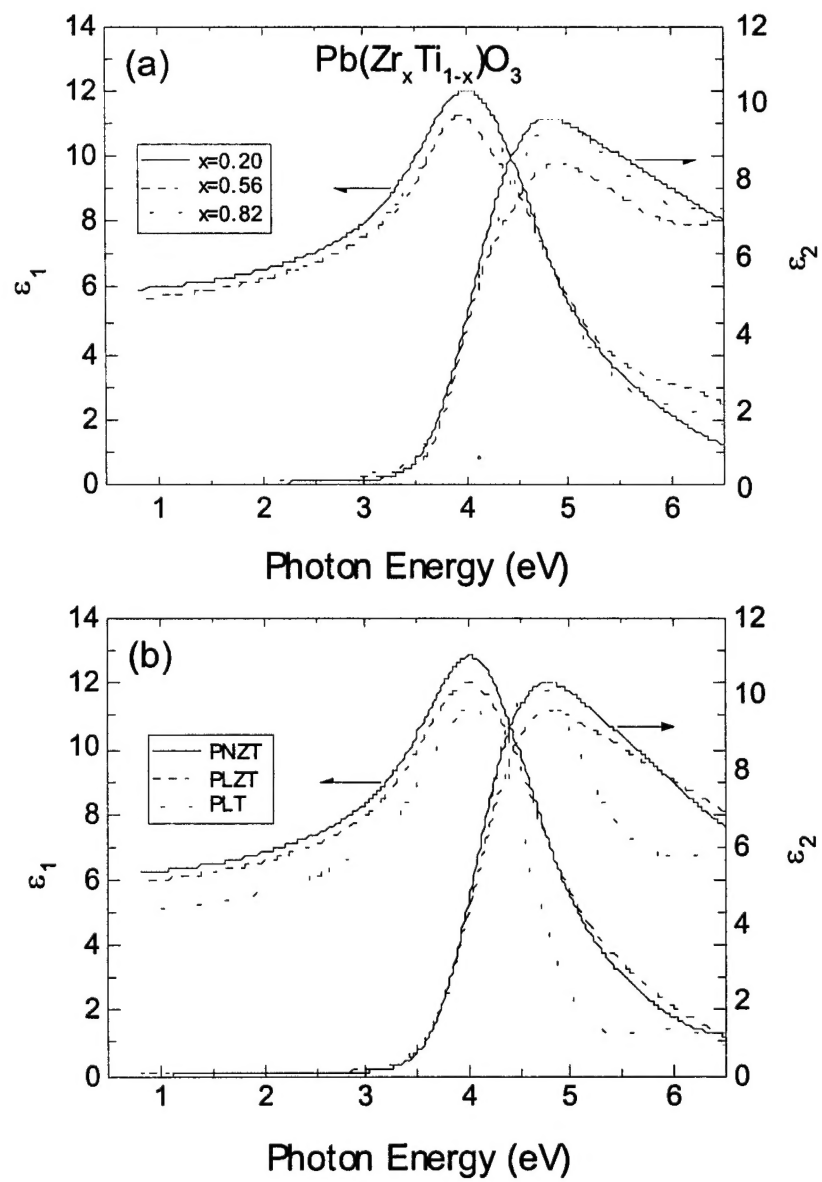 (a) Pb(ZrₓTi₁₋ₓ)O₃
14
12
10
8
6
4
2
0
ε₁
x=0.20
x=0.56
x=0.82
12
10
8
6
4
2
0
ε₂
1 2 3 4 5 6
Photon Energy (eV)
(b)
14
12
10
8
6
4
2
0
ε₁
PNZT
PLZT
PLT
12
10
8
6
4
2
0
ε₂
1 2 3 4 5 6
Photon Energy (eV)